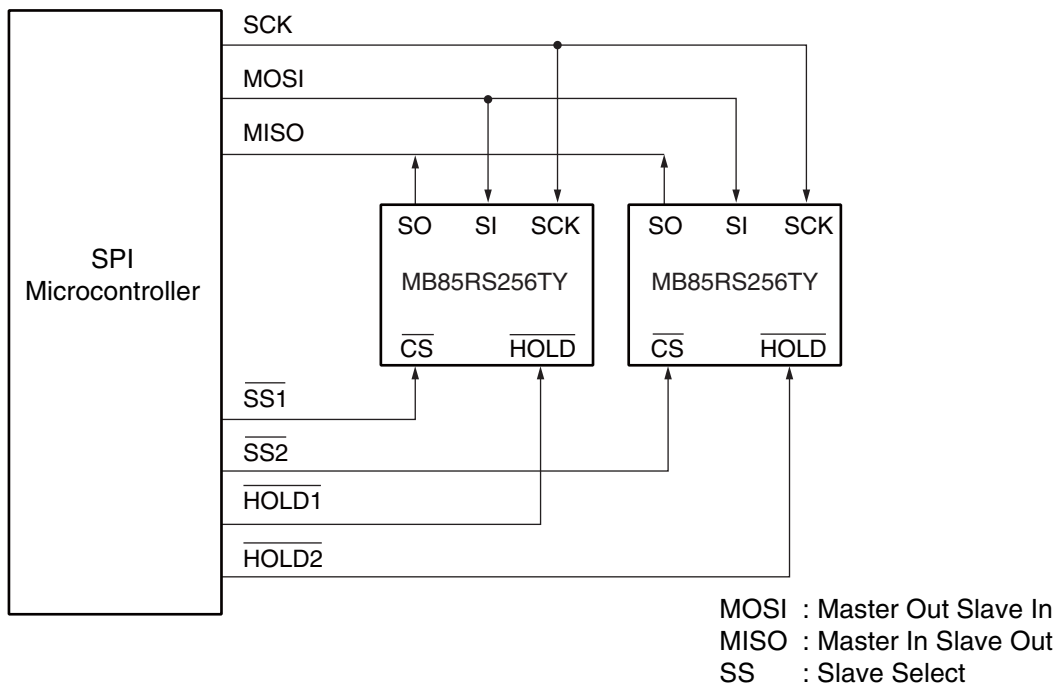 SCK
MOSI
MISO
SPI
Microcontroller
SO SI SCK
MB85RS256TY
CS HOLD
SO SI SCK
MB85RS256TY
CS HOLD
SS1
SS2
HOLD1
HOLD2
MOSI : Master Out Slave In
MISO : Master In Slave Out
SS : Slave Select